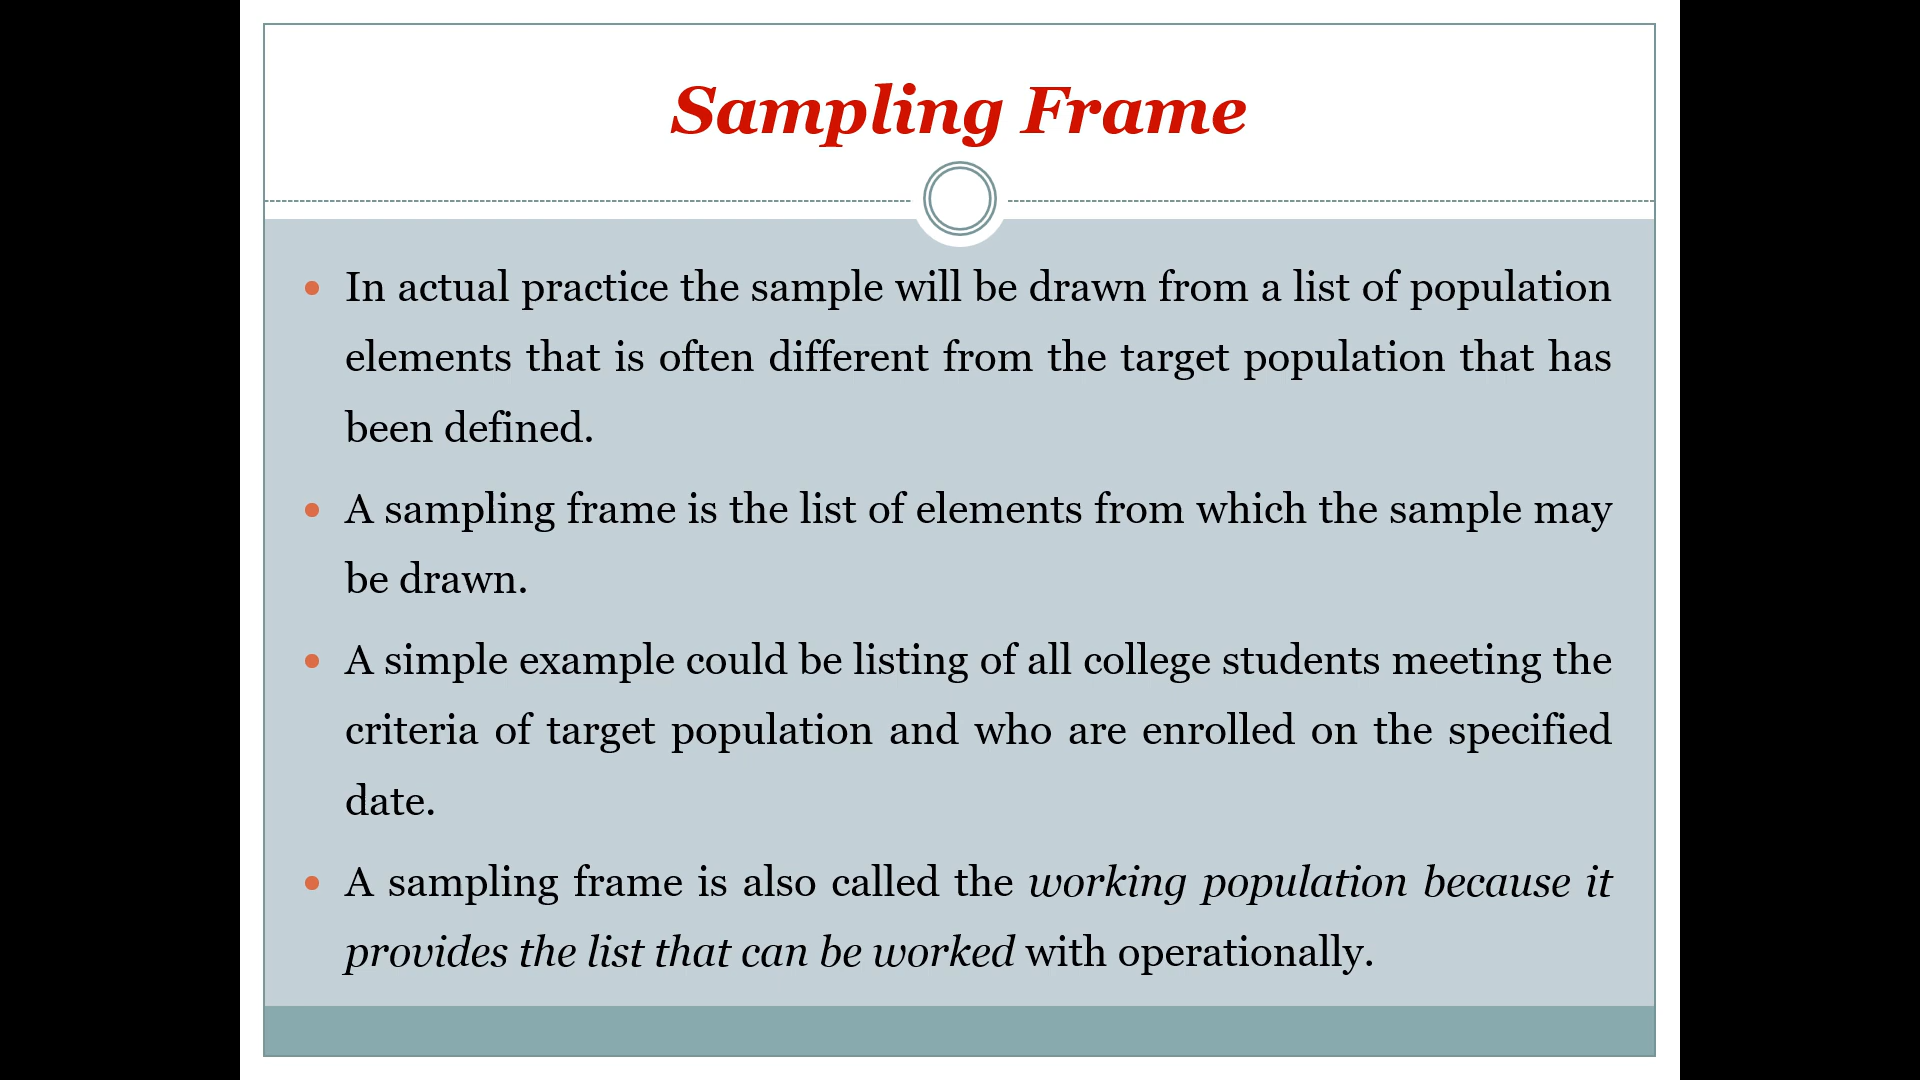 Sampling Frame
In actual practice the sample will be drawn from a list of population
elements that is often different from the target population that has
been defined.
A sampling frame is the list of elements from which the sample may
be drawn.
A simple example could be listing of all college students meeting the
criteria of target population and who are enrolled on the specified
date.
A sampling frame is also called the working population because it
provides the list that can be worked with operationally.